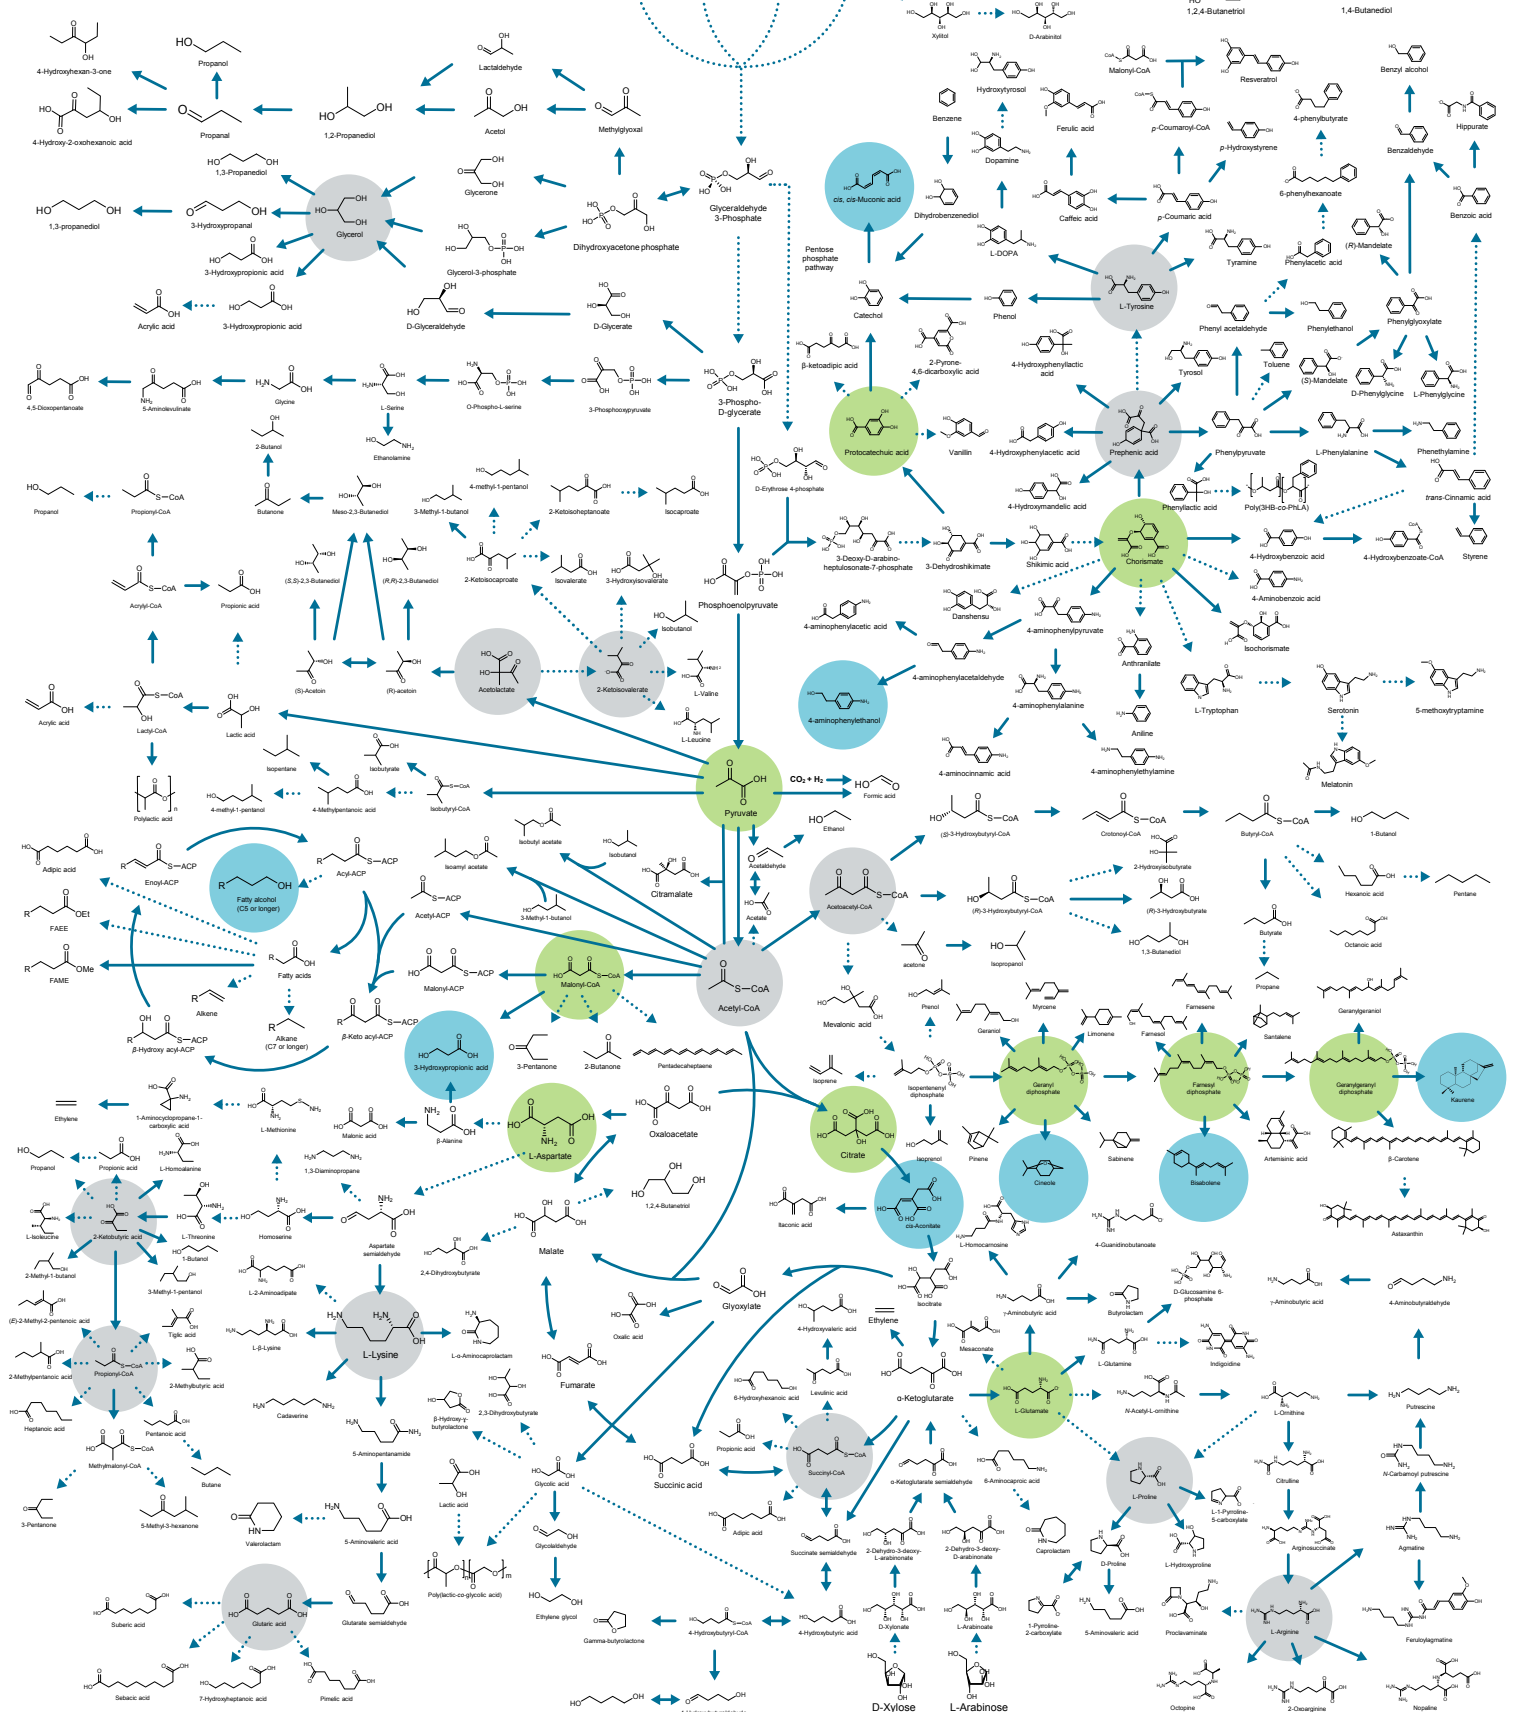 HO
1,2,4-Butanetriol
1,4-Butanediol
Xylitol
D-Arabinitol
4-Hydroxyhexan-3-one
Propanol
Lactaldehyde
Hydroxytyrosol
Malonyl-CoA
Resveratrol
Benzyl alcohol
4-Hydroxy-2-oxohexanoic acid
Propanal
1,2-Propanediol
Acetol
Methylglyoxal
Benzene
Ferulic acid
p-Coumaroyl-CoA
4-phenylbutyrate
Hippurate
Dopamine
p-Hydroxystyrene
Benzaldehyde
1,3-Propanediol
Glycerone
Glyceraldehyde
3-Phosphate
cis, cis-Muconic acid
Dihydrobenzenediol
Caffeic acid
p-Coumaric acid
6-phenylhexanoate
Benzoic acid
1,3-propanediol
3-Hydroxypropanal
Glycerol
Dihydroxyacetone phosphate
Pentose
phosphate
pathway
L-DOPA
Tyramine
Phenylacetic acid
(R)-Mandelate
3-Hydroxypropionic acid
Glycerol-3-phosphate
Acrylic acid
3-Hydroxypropionic acid
D-Glyceraldehyde
D-Glycerate
Catechol
Phenol
L-Tyrosine
Phenyl acetaldehyde
Phenylethanol
Phenylglyoxylate
β-ketoadipic acid
2-Pyrone-
4,6-dicarboxylic acid
4-Hydroxyphenyllactic
acid
Tyrosol
Toluene
(S)-Mandelate
D-Phenylglycine
L-Phenylglycine
4,5-Dioxopentanoate
5-Aminolevulinate
Glycine
L-Serine
O-Phospho-L-serine
3-Phosphooxypyruvate
3-Phospho-
D-glycerate
Protocatechuic acid
Vanillin
4-Hydroxyphenylacetic acid
Prephenic acid
Phenylpyruvate
L-Phenylalanine
Phenethylamine
2-Butanol
Ethanolamine
4-methyl-1-pentanol
D-Erythrose 4-phosphate
Propanol
Propionyl-CoA
Butanone
Meso-2,3-Butanediol
3-Methyl-1-butanol
2-Ketoisoheptanoate
Isocaproate
4-Hydroxymandelic acid
Phenyllactic acid
Poly(3HB-co-PhLA)
trans-Cinnamic acid
(S,S)-2,3-Butanediol
(R,R)-2,3-Butanediol
2-Ketoisocaproate
Isovalerate
3-Hydroxyisovalerate
3-Deoxy-D-arabino-
heptulosonate-7-phosphate
3-Dehydroshikimate
Shikimic acid
Chorismate
4-Hydroxybenzoic acid
4-Hydroxybenzoate-CoA
Styrene
Acrylyl-CoA
Propionic acid
Phosphoenolpyruvate
4-aminophenylacetic acid
Danshensu
4-aminophenylpyruvate
4-Aminobenzoic acid
Isobutanol
Anthranilate
Isochorismate
(S)-Acetoin
(R)-acetoin
Acetolactate
2-Ketoisovalerate
L-Valine
4-aminophenylacetaldehyde
4-aminophenylalanine
L-Tryptophan
Serotonin
5-methoxytryptamine
Acrylic acid
Lactyl-CoA
Lactic acid
L-Leucine
4-aminophenylethanol
Aniline
Isopentane
Isobutyrate
4-aminocinnamic acid
4-aminophenylethylamine
Melatonin
CO₂ + H₂
Formic acid
Polylactic acid
4-methyl-1-pentanol
4-Methylpentanoic acid
Isobutyryl-CoA
Pyruvate
Ethanol
(S)-3-Hydroxybutyryl-CoA
Crotonoyl-CoA
Butyryl-CoA
1-Butanol
Isobutyl acetate
Isobutanol
Acetaldehyde
2-Hydroxyisobutyrate
Adipic acid
Enoyl-ACP
Acyl-ACP
Isoamyl acetate
Citramalate
Acetate
Acetoacetyl-CoA
Hexanoic acid
Pentane
Fatty alcohol
(C5 or longer)
Acetyl-ACP
3-Methyl-1-butanol
(R)-3-Hydroxybutyryl-CoA
(R)-3-Hydroxybutyrate
FAEE
Butyrate
Octanoic acid
acetone
Isopropanol
1,3-Butanediol
FAME
Fatty acids
Malonyl-ACP
Malonyl-CoA
Acetyl-CoA
Propane
Alkene
Prenol
Myrcene
Farnesene
Geranylgeraniol
Mevalonic acid
Geraniol
Limonene
Farnesol
Santalene
β-Hydroxy acyl-ACP
Alkane
(C7 or longer)
β-Keto acyl-ACP
3-Hydroxypropionic acid
3-Pentanone
2-Butanone
Pentadecaheptaene
Isoprene
Isopentenyl
diphosphate
Geranyl
diphosphate
Farnesyl
diphosphate
Geranylgeranyl
diphosphate
Kaurene
Ethylene
1-Aminocyclopropane-1-
carboxylic acid
L-Methionine
Malonic acid
β-Alanine
L-Aspartate
Oxaloacetate
Citrate
Isoprenol
Pinene
Sabinene
Artemisinic acid
β-Carotene
Propanol
Propionic acid
L-Homoalanine
1,3-Diaminopropane
Cineole
Bisabolene
1,2,4-Butanetriol
Itaconic acid
cis-Aconitate
L-Isoleucine
2-Ketobutyric acid
L-Threonine
Homoserine
Aspartate
semialdehyde
Malate
L-Homocarnosine
4-Guanidinobutanoate
Astaxanthin
2-Methyl-1-butanol
1-Butanol
3-Methyl-1-pentanol
L-2-Aminoadipate
2,4-Dihydroxybutyrate
Glyoxylate
Isocitrate
γ-Aminobutyric acid
Butyrolactam
D-Glucosamine 6-
phosphate
γ-Aminobutyric acid
4-Aminobutyraldehyde
(E)-2-Methyl-2-pentenoic acid
Tiglic acid
L-β-Lysine
L-Lysine
L-α-Aminocaprolactam
Oxalic acid
4-Hydroxyvaleric acid
Ethylene
Mesaconate
L-Glutamine
Indigoidine
2-Methylpentanoic acid
Propionyl-CoA
2-Methylbutyric acid
Fumarate
6-Hydroxyhexanoic acid
Levulinic acid
α-Ketoglutarate
L-Glutamate
N-Acetyl-L-ornithine
L-Ornithine
Putrescine
Heptanoic acid
Pentanoic acid
Cadaverine
β-Hydroxy-γ-
butyrolactone
2,3-Dihydroxybutyrate
5-Aminopentanamide
Propionic acid
Methylmalonyl-CoA
Butane
Glycolic acid
Succinic acid
Succinyl-CoA
α-Ketoglutarate semialdehyde
6-Aminocaproic acid
L-Proline
Citrulline
N-Carbamoyl putrescine
Lactic acid
L-1-Pyrroline-
5-carboxylate
3-Pentanone
5-Methyl-3-hexanone
Valerolactam
5-Aminovaleric acid
Glycolaldehyde
Adipic acid
Succinate semialdehyde
2-Dehydro-3-deoxy-
L-arabinonate
2-Dehydro-3-deoxy-
D-arabinonate
Caprolactam
D-Proline
L-Hydroxyproline
Arginosuccinate
Agmatine
Poly(lactic-co-glycolic acid)
Suberic acid
Glutaric acid
Glutarate semialdehyde
Ethylene glycol
Gamma-butyrolactone
4-Hydroxybutyryl-CoA
4-Hydroxybutyric acid
D-Xylonate
L-Arabinoate
1-Pyrroline-
2-carboxylate
5-Aminovaleric acid
Proclavaminate
L-Arginine
Feruloylagmatine
Sebacic acid
7-Hydroxyheptanoic acid
Pimelic acid
D-Xylose
L-Arabinose
Octopine
2-Oxoarginine
Nopaline